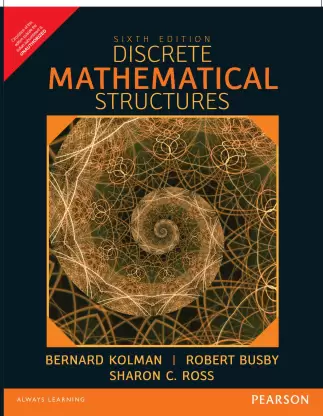 SIXTH EDITION
DISCRETE
MATHEMATICAL
STRUCTURES
BERNARD KOLMAN | ROBERT BUSBY
SHARON C. ROSS
ALWAYS LEARNING
PEARSON